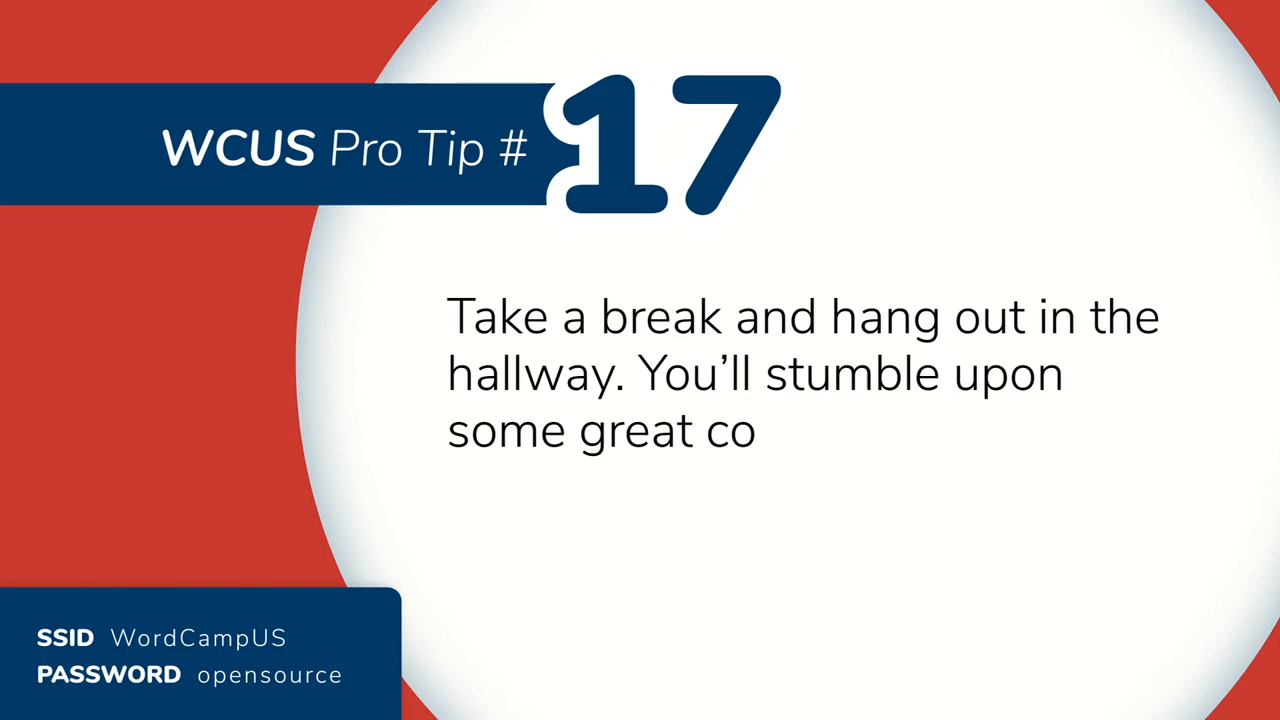 WCUS Pro Tip #17
Take a break and hang out in the
hallway. You’ll stumble upon
some great co
SSID WordCampUS
PASSWORD opensource